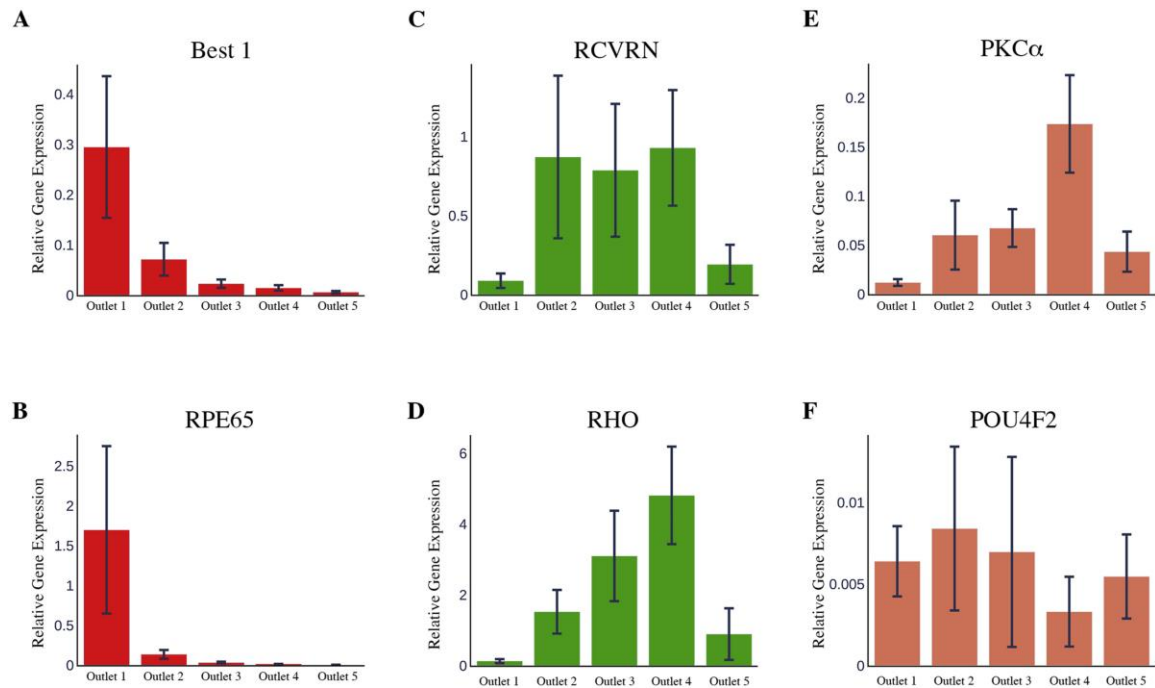 A
Best 1
Relative Gene Expression
0.4
0.3
0.2
0.1
0
Outlet 1 Outlet 2 Outlet 3 Outlet 4 Outlet 5
B
RPE65
Relative Gene Expression
2.5
2
1.5
1
0.5
0
Outlet 1 Outlet 2 Outlet 3 Outlet 4 Outlet 5
C
RCVRN
Relative Gene Expression
1
0.5
0
Outlet 1 Outlet 2 Outlet 3 Outlet 4 Outlet 5
D
RHO
Relative Gene Expression
6
4
2
0
Outlet 1 Outlet 2 Outlet 3 Outlet 4 Outlet 5
E
PKCα
Relative Gene Expression
0.2
0.15
0.1
0.05
0
Outlet 1 Outlet 2 Outlet 3 Outlet 4 Outlet 5
F
POU4F2
Relative Gene Expression
0.01
0.005
0
Outlet 1 Outlet 2 Outlet 3 Outlet 4 Outlet 5